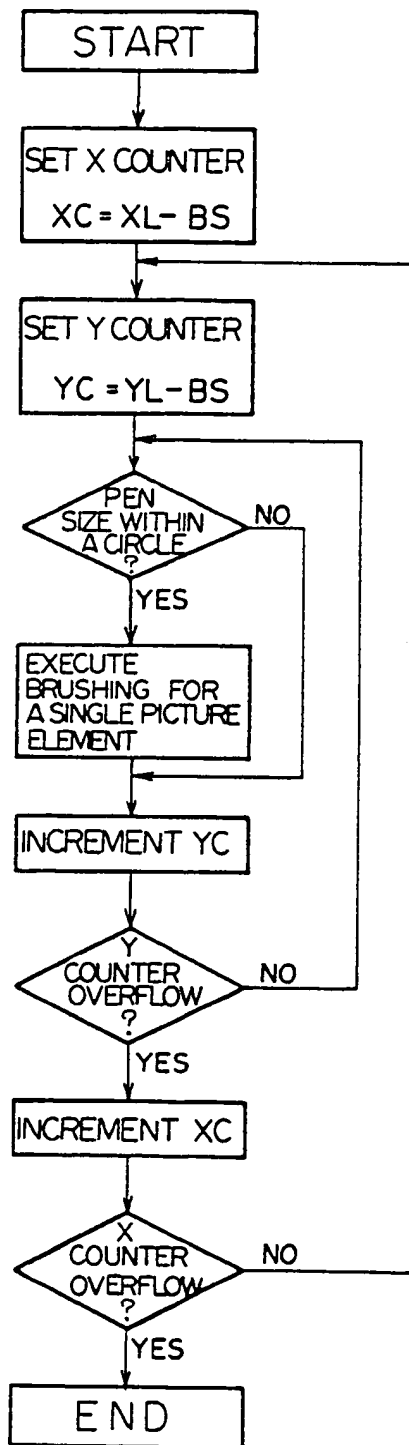 START
SET X COUNTER
XC = XL - BS
SET Y COUNTER
YC = YL - BS
PEN
SIZE WITHIN
A CIRCLE
?
NO
YES
EXECUTE
BRUSHING FOR
A SINGLE PICTURE
ELEMENT
INCREMENT YC
Y
COUNTER
OVERFLOW
?
NO
YES
INCREMENT XC
X
COUNTER
OVERFLOW
?
NO
YES
END